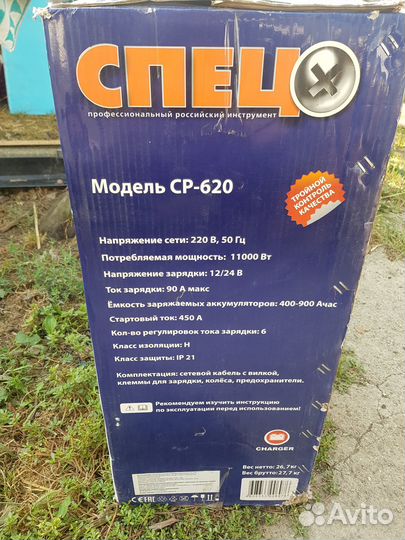 СПЕЦ
профессиональный российский инструмент
Модель СР-620
ТРОЙНОЙ
КОНТРОЛЬ
КАЧЕСТВА
Напряжение сети: 220 В, 50 Гц
Потребляемая мощность: 11000 Вт
Напряжение зарядки: 12/24 В
Ток зарядки: 90 А макс
Ёмкость заряжаемых аккумуляторов: 400-900 Ачас
Стартовый ток: 450 А
Кол-во регулировок тока зарядки: 6
Класс изоляции: Н
Класс защиты: IP 21
Комплектация: сетевой кабель с вилкой,
клеммы для зарядки, колёса, предохранители.
Рекомендуем изучить инструкцию
по эксплуатации перед использованием!
CHARGER
Вес нетто: 26,7 кг
Вес брутто: 27,7 кг
CE EAC
Avito